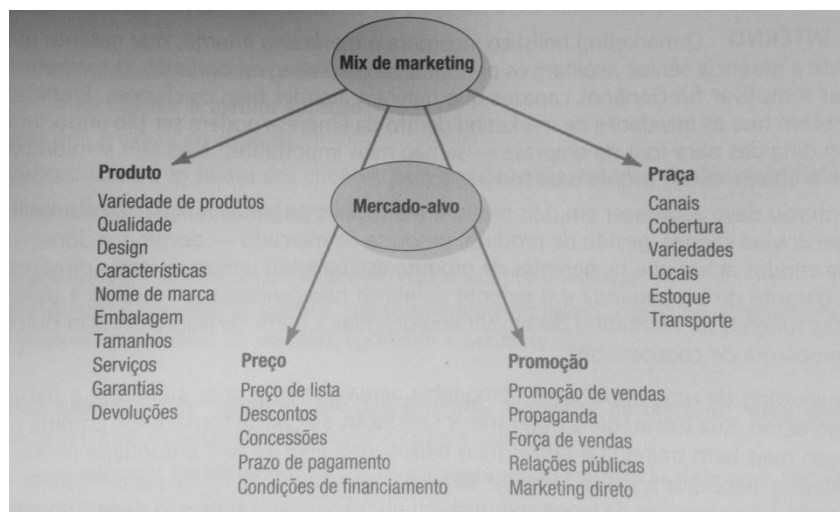 Mix de marketing
Mercado-alvo
Produto
Variedade de produtos
Qualidade
Design
Características
Nome de marca
Embalagem
Tamanhos
Serviços
Garantias
Devoluções
Preço
Preço de lista
Descontos
Concessões
Prazo de pagamento
Condições de financiamento
Promoção
Promoção de vendas
Propaganda
Força de vendas
Relações públicas
Marketing direto
Praça
Canais
Cobertura
Variedades
Locais
Estoque
Transporte